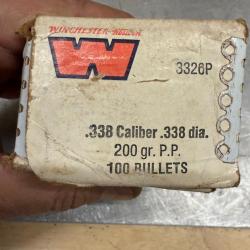 WINCHESTER-Western
W
3326P
.338 Caliber .338 dia.
200 gr. P.P.
100 BULLETS